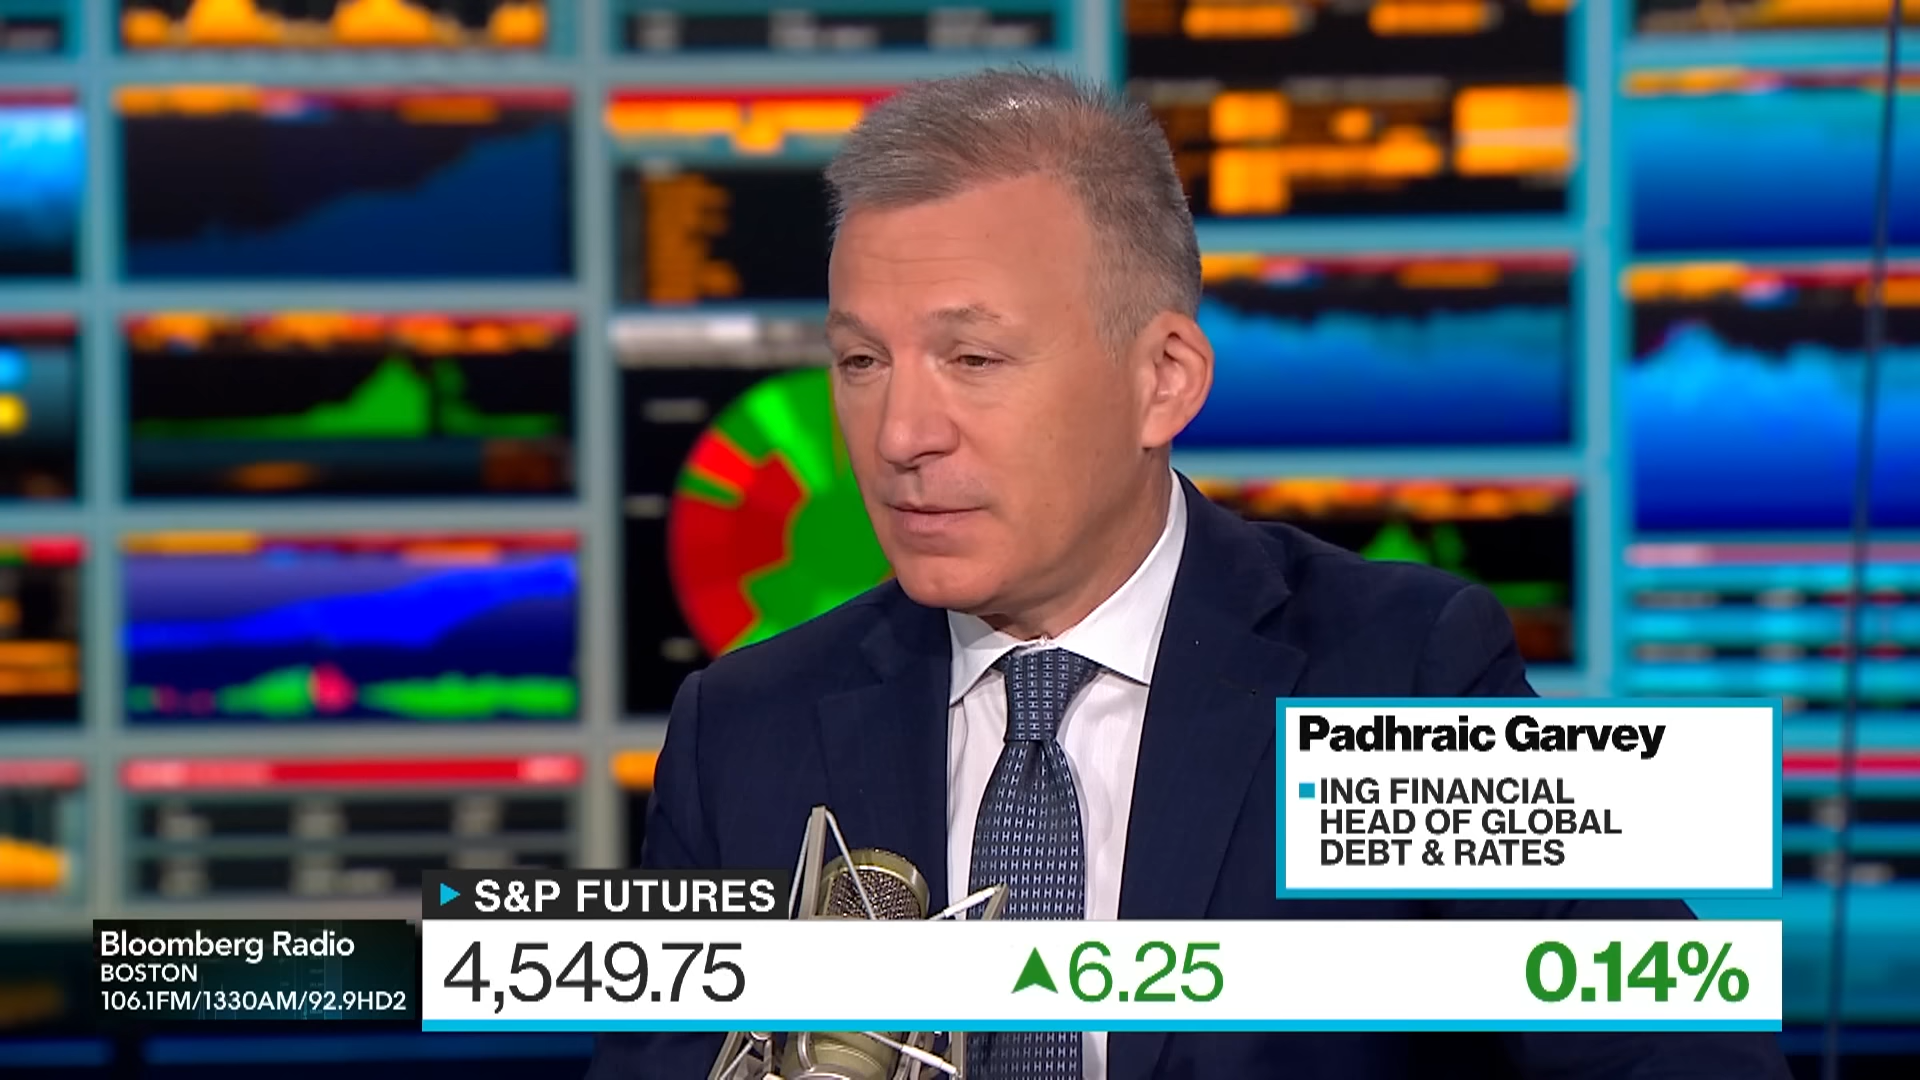 Padhraic Garvey
ING FINANCIAL
HEAD OF GLOBAL
DEBT & RATES
S&P FUTURES
4,549.75 ▲6.25 0.14%
Bloomberg Radio
BOSTON
106.1FM/1330AM/92.9HD2